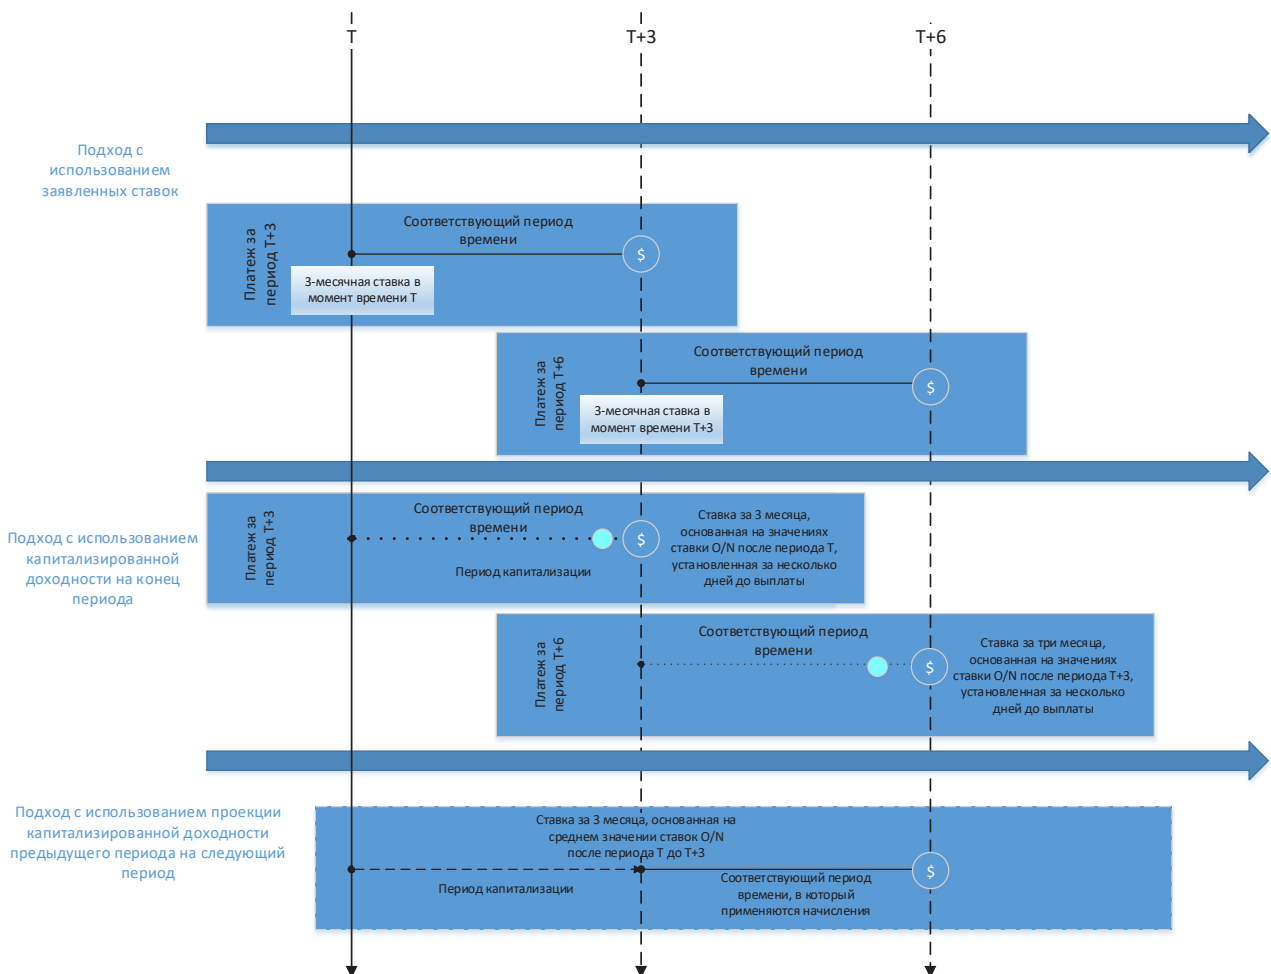 T
T+3
T+6
Подход с
использованием
заявленных ставок
Платеж за
период T+3
Соответствующий период
времени
$
3-месячная ставка в
момент времени T
Платеж за
период T+6
Соответствующий период
времени
$
3-месячная ставка в
момент времени T+3
Подход с использованием
капитализированной
доходности на конец
периода
Платеж за
период T+3
Соответствующий период
времени
$
Период капитализации
Ставка за 3 месяца,
основанная на значениях
ставки O/N после периода T,
установленная за несколько
дней до выплаты
Платеж за
период T+6
Соответствующий период
времени
$
Ставка за три месяца,
основанная на значениях
ставки O/N после периода T+3,
установленная за несколько
дней до выплаты
Подход с использованием проекции
капитализированной доходности
предыдущего периода на следующий
период
Ставка за 3 месяца, основанная на
среднем значении ставок O/N
после периода T до T+3
Период капитализации
$
Соответствующий период
времени, в который
применяются начисления